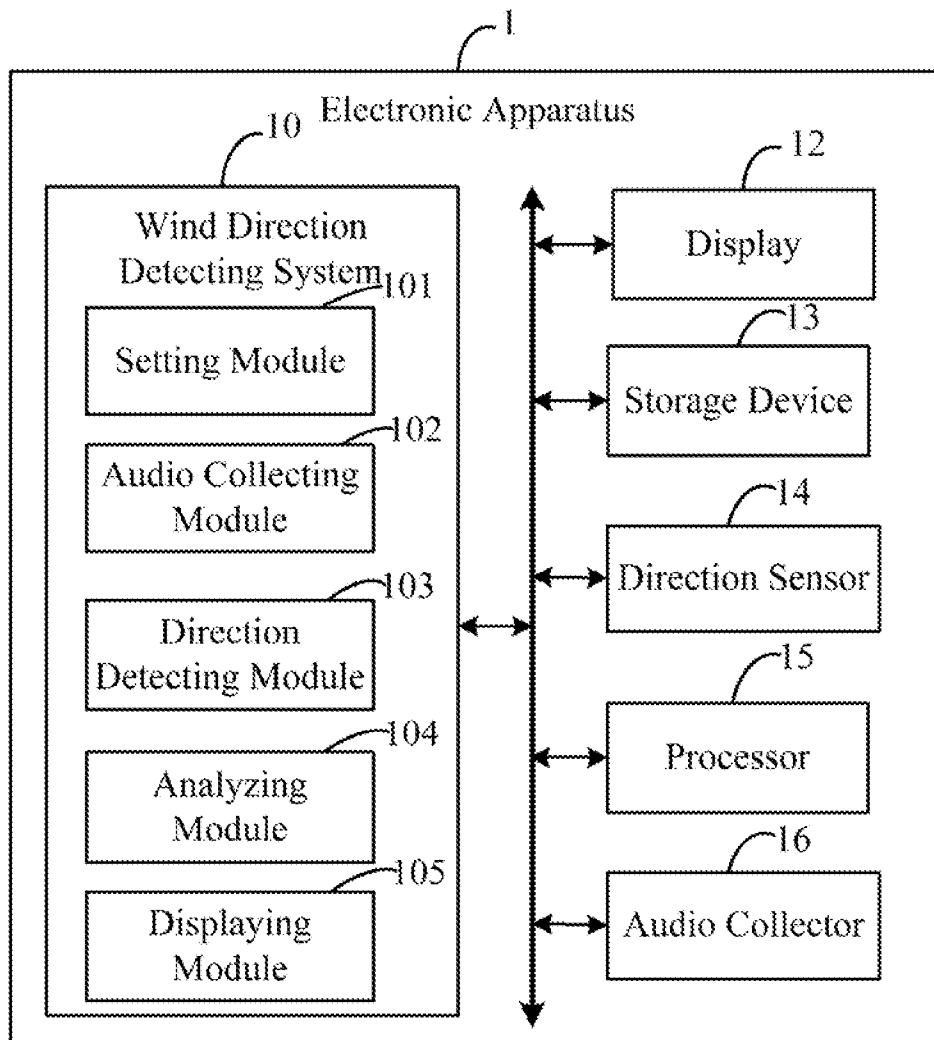 1
Electronic Apparatus
10
Wind Direction
Detecting System
101
Setting Module
102
Audio Collecting
Module
103
Direction
Detecting Module
104
Analyzing
Module
105
Displaying
Module
12
Display
13
Storage Device
14
Direction Sensor
15
Processor
16
Audio Collector